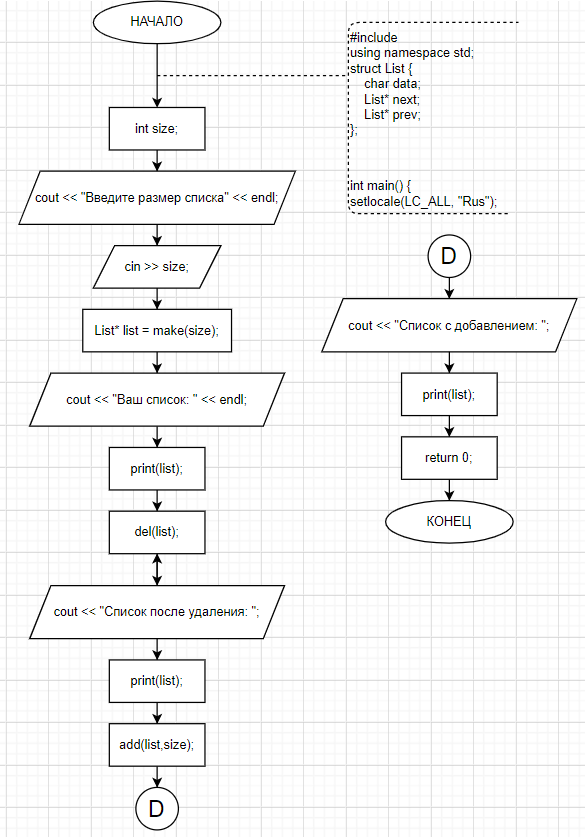 НАЧАЛО
int size;
cout << "Введите размер списка" << endl;
cin >> size;
List* list = make(size);
cout << "Ваш список: " << endl;
print(list);
del(list);
cout << "Список после удаления: ";
print(list);
add(list,size);
D
#include
using namespace std;
struct List {
char data;
List* next;
List* prev;
};
int main() {
setlocale(LC_ALL, "Rus");
D
cout << "Список с добавлением: ";
print(list);
return 0;
КОНЕЦ